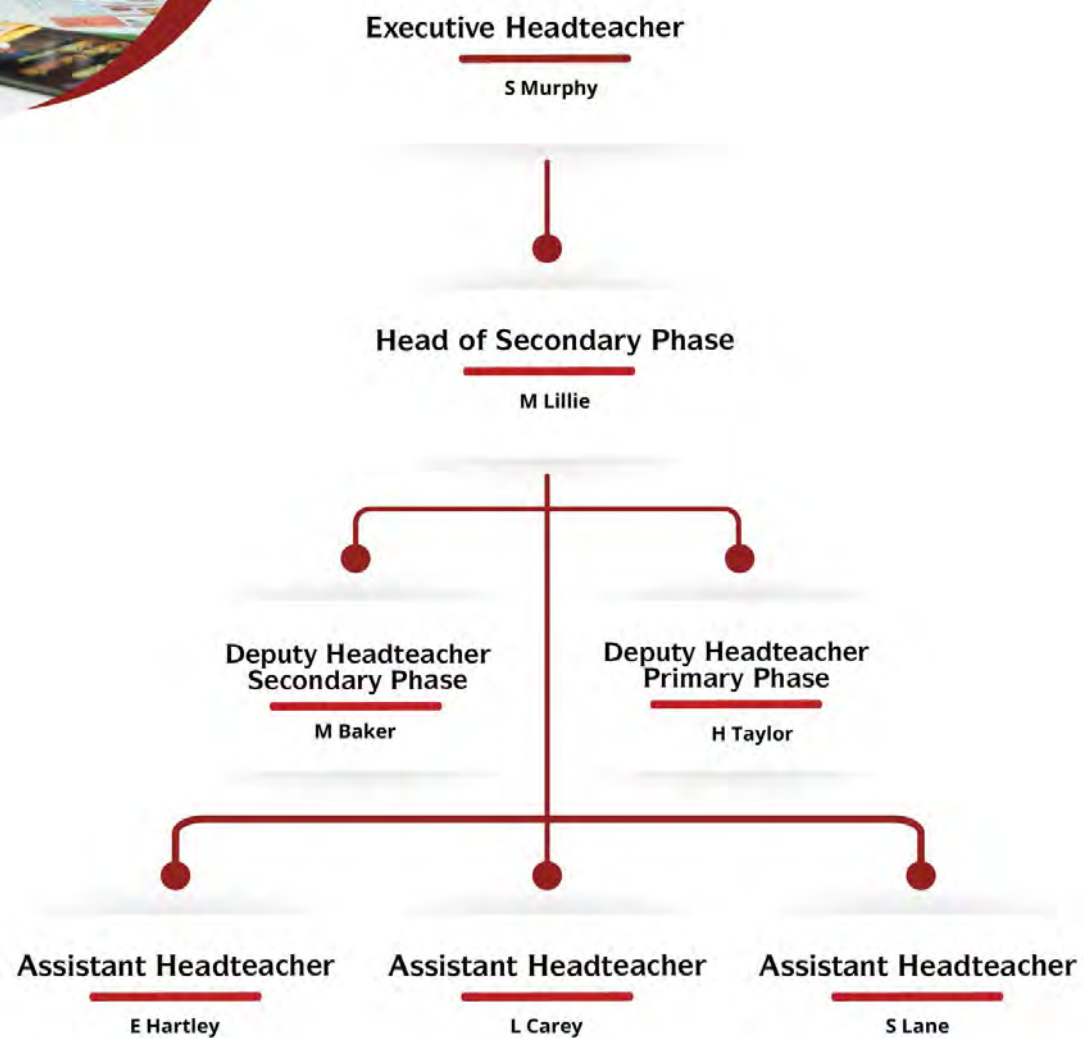 Executive Headteacher
S Murphy
Head of Secondary Phase
M Lillie
Deputy Headteacher
Secondary Phase
M Baker
Deputy Headteacher
Primary Phase
H Taylor
Assistant Headteacher
E Hartley
Assistant Headteacher
L Carey
Assistant Headteacher
S Lane